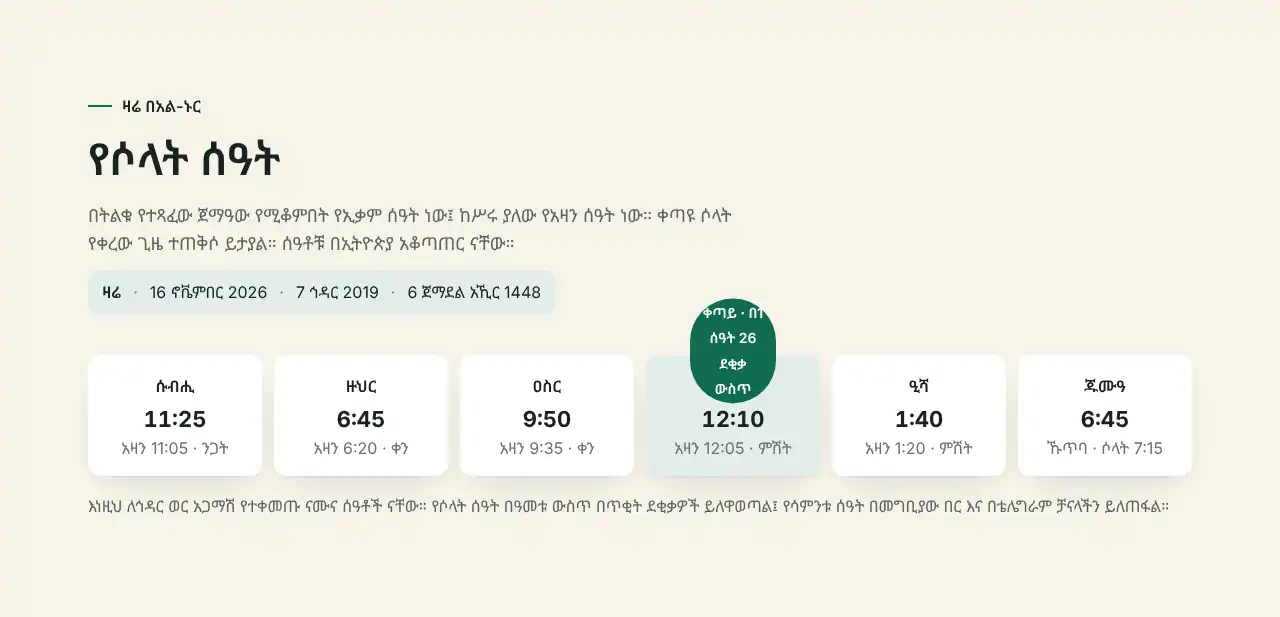 ዛሬ በአል-ኑር
የሶላት ሰዓት
በትልቁ የተጻፈው ጀማዓው የሚቆምበት የኢቃም ሰዓት ነው፤ ከሥሩ ያለው የአዛን ሰዓት ነው። ቀጣዩ ሶላት
የቀረው ጊዜ ተጠቅሶ ይታያል። ሰዓቶቹ በኢትዮጵያ አቆጣጠር ናቸው።
ዛሬ · 16 ኖቬምበር 2026 · 7 ኅዳር 2019 · 6 ጀማደል አኺር 1448
ሱብሒ
11:25
አዛን 11:05 · ንጋት
ዙህር
6:45
አዛን 6:20 · ቀን
ዐስር
9:50
አዛን 9:35 · ቀን
ቀጣይ · በ1
ሰዓት 26
ደቂቃ
ውስጥ
12:10
አዛን 12:05 · ምሽት
ዒሻ
1:40
አዛን 1:20 · ምሽት
ጁሙዓ
6:45
ኹጥባ · ሶላት 7:15
እነዚህ ለኅዳር ወር አጋማሽ የተቀመጡ ናሙና ሰዓቶች ናቸው። የሶላት ሰዓት በዓመቱ ውስጥ በጥቂት ደቂቃዎች ይለዋወጣል፤ የሳምንቱ ሰዓት በመግቢያው በር እና በቴሌግራም ቻናላችን ይለጠፋል።